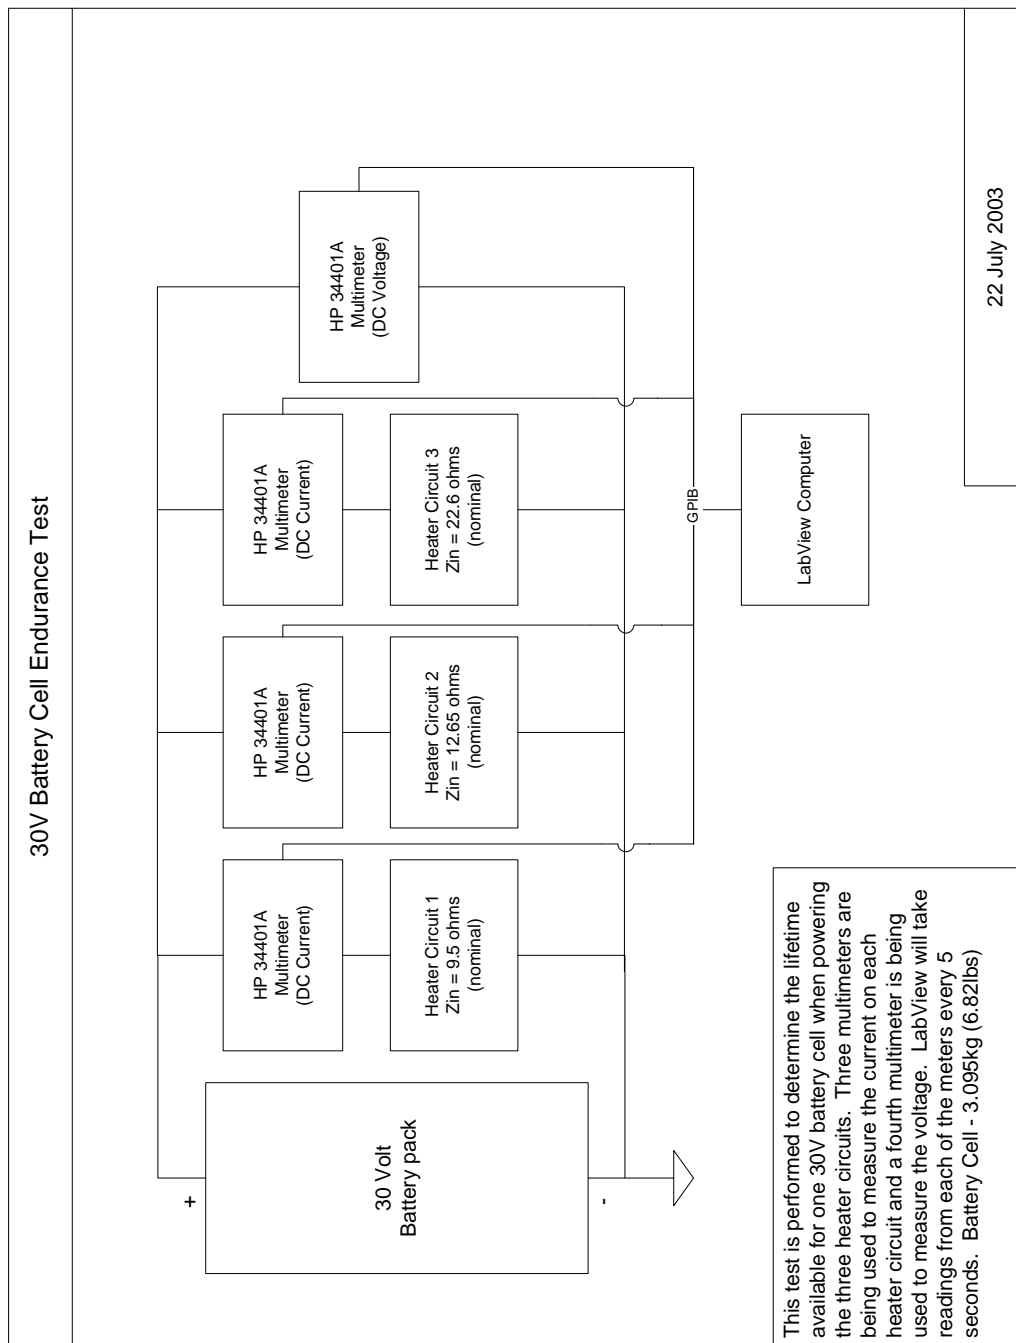 30V Battery Cell Endurance Test
+
30 Volt
Battery pack
-
HP 34401A
Multimeter
(DC Current)
Heater Circuit 1
Zin = 9.5 ohms
(nominal)
HP 34401A
Multimeter
(DC Current)
Heater Circuit 2
Zin = 12.65 ohms
(nominal)
HP 34401A
Multimeter
(DC Current)
Heater Circuit 3
Zin = 22.6 ohms
(nominal)
HP 34401A
Multimeter
(DC Voltage)
GPIB
LabView Computer
This test is performed to determine the lifetime
available for one 30V battery cell when powering
the three heater circuits.  Three multimeters are
being used to measure the current on each
heater circuit and a fourth multimeter is being
used to measure the voltage.  LabView will take
readings from each of the meters every 5
seconds.  Battery Cell - 3.095kg (6.82lbs)
22 July 2003